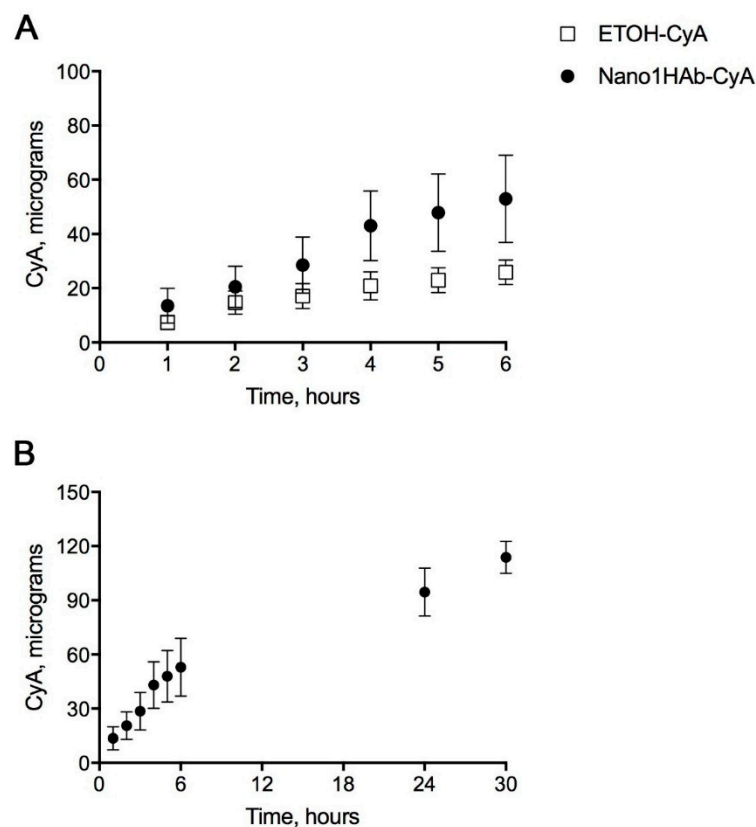 A
ETOH-CyA
Nano1HAb-CyA
100
80
60
40
20
0
CyA, micrograms
0 1 2 3 4 5 6
Time, hours
B
150
120
90
60
30
0
CyA, micrograms
0 6 12 18 24 30
Time, hours